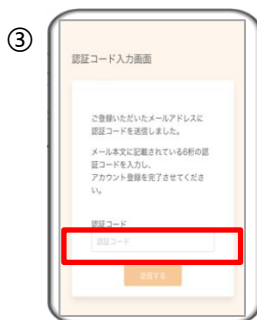 ③
認証コード入力画面
ご登録いただいたメールアドレスに
認証コードを送信しました。
メール本文に記載されている6桁の認
証コードを入力し、
アカウント登録を完了させてくださ
い。
認証コード
認証コード
送信する